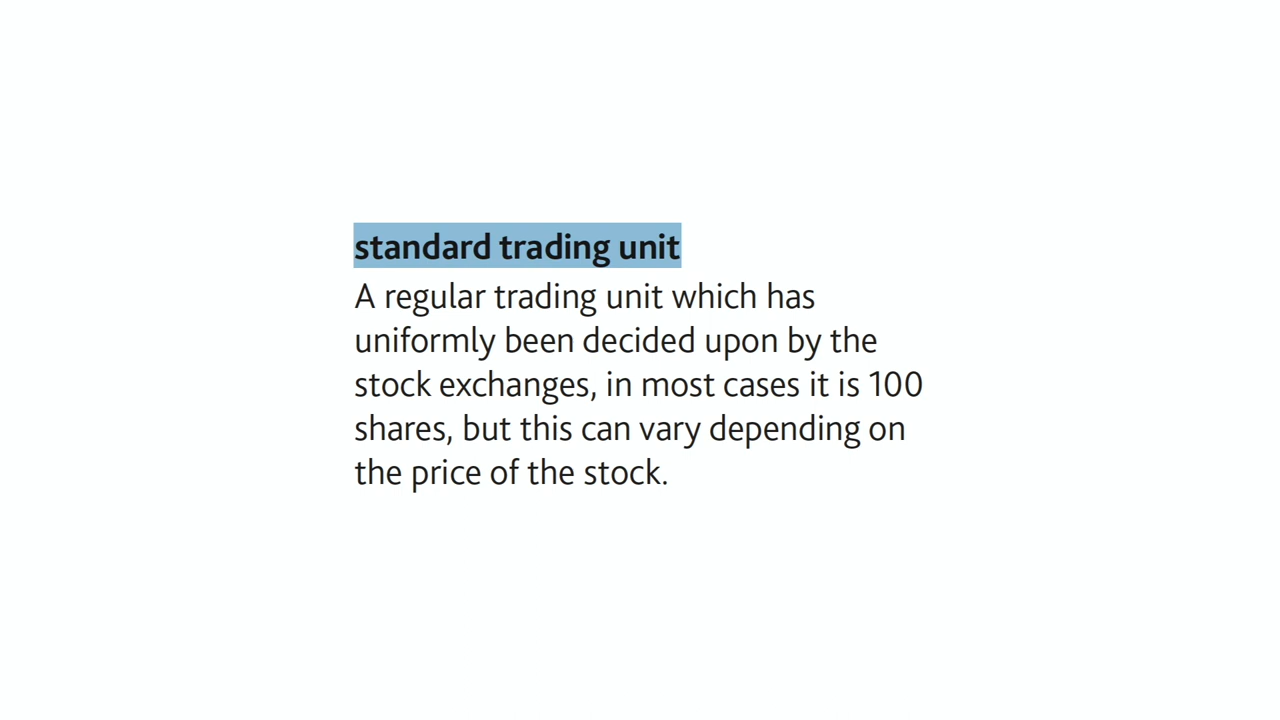 standard trading unit
A regular trading unit which has
uniformly been decided upon by the
stock exchanges, in most cases it is 100
shares, but this can vary depending on
the price of the stock.